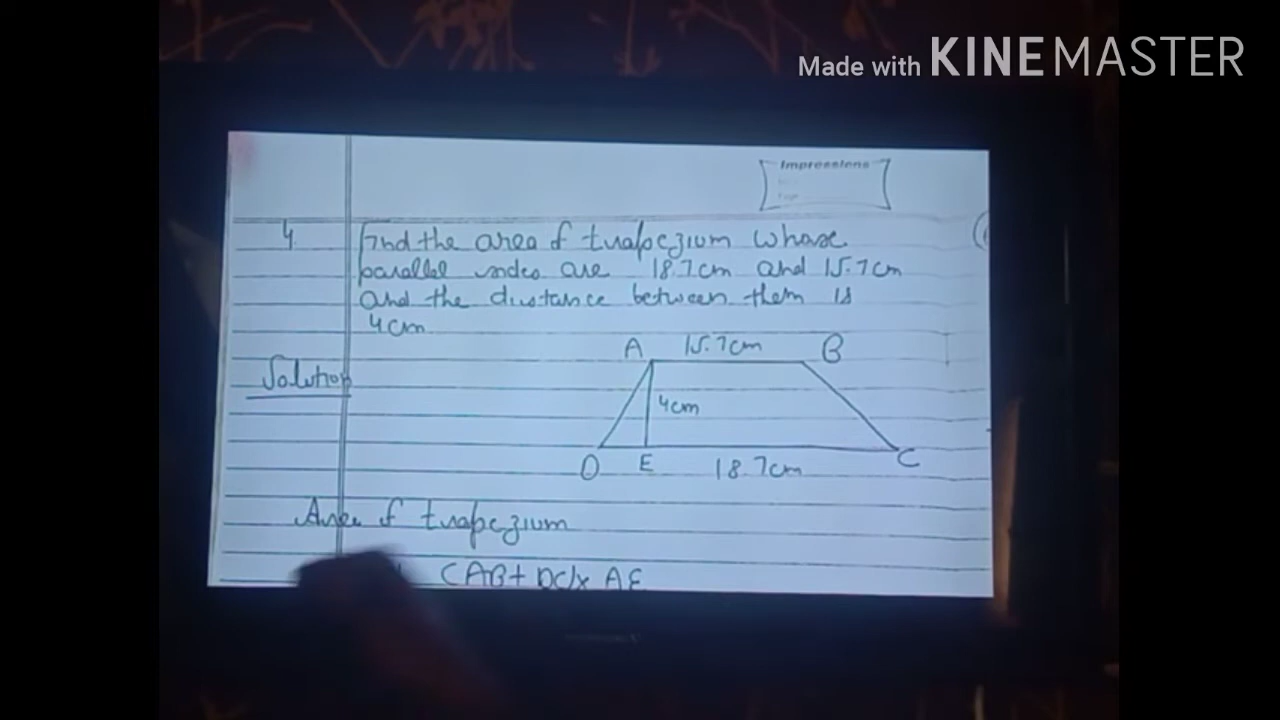 Made with KINEMASTER
Impressions
4 Find the area of trapezium whose
parallel sides are 18.7cm and 15.7cm
and the distance between them is
4cm
A 15.7cm B
Solution
4cm
D E 18.7cm C
Area of trapezium
(AB+DC)x AE